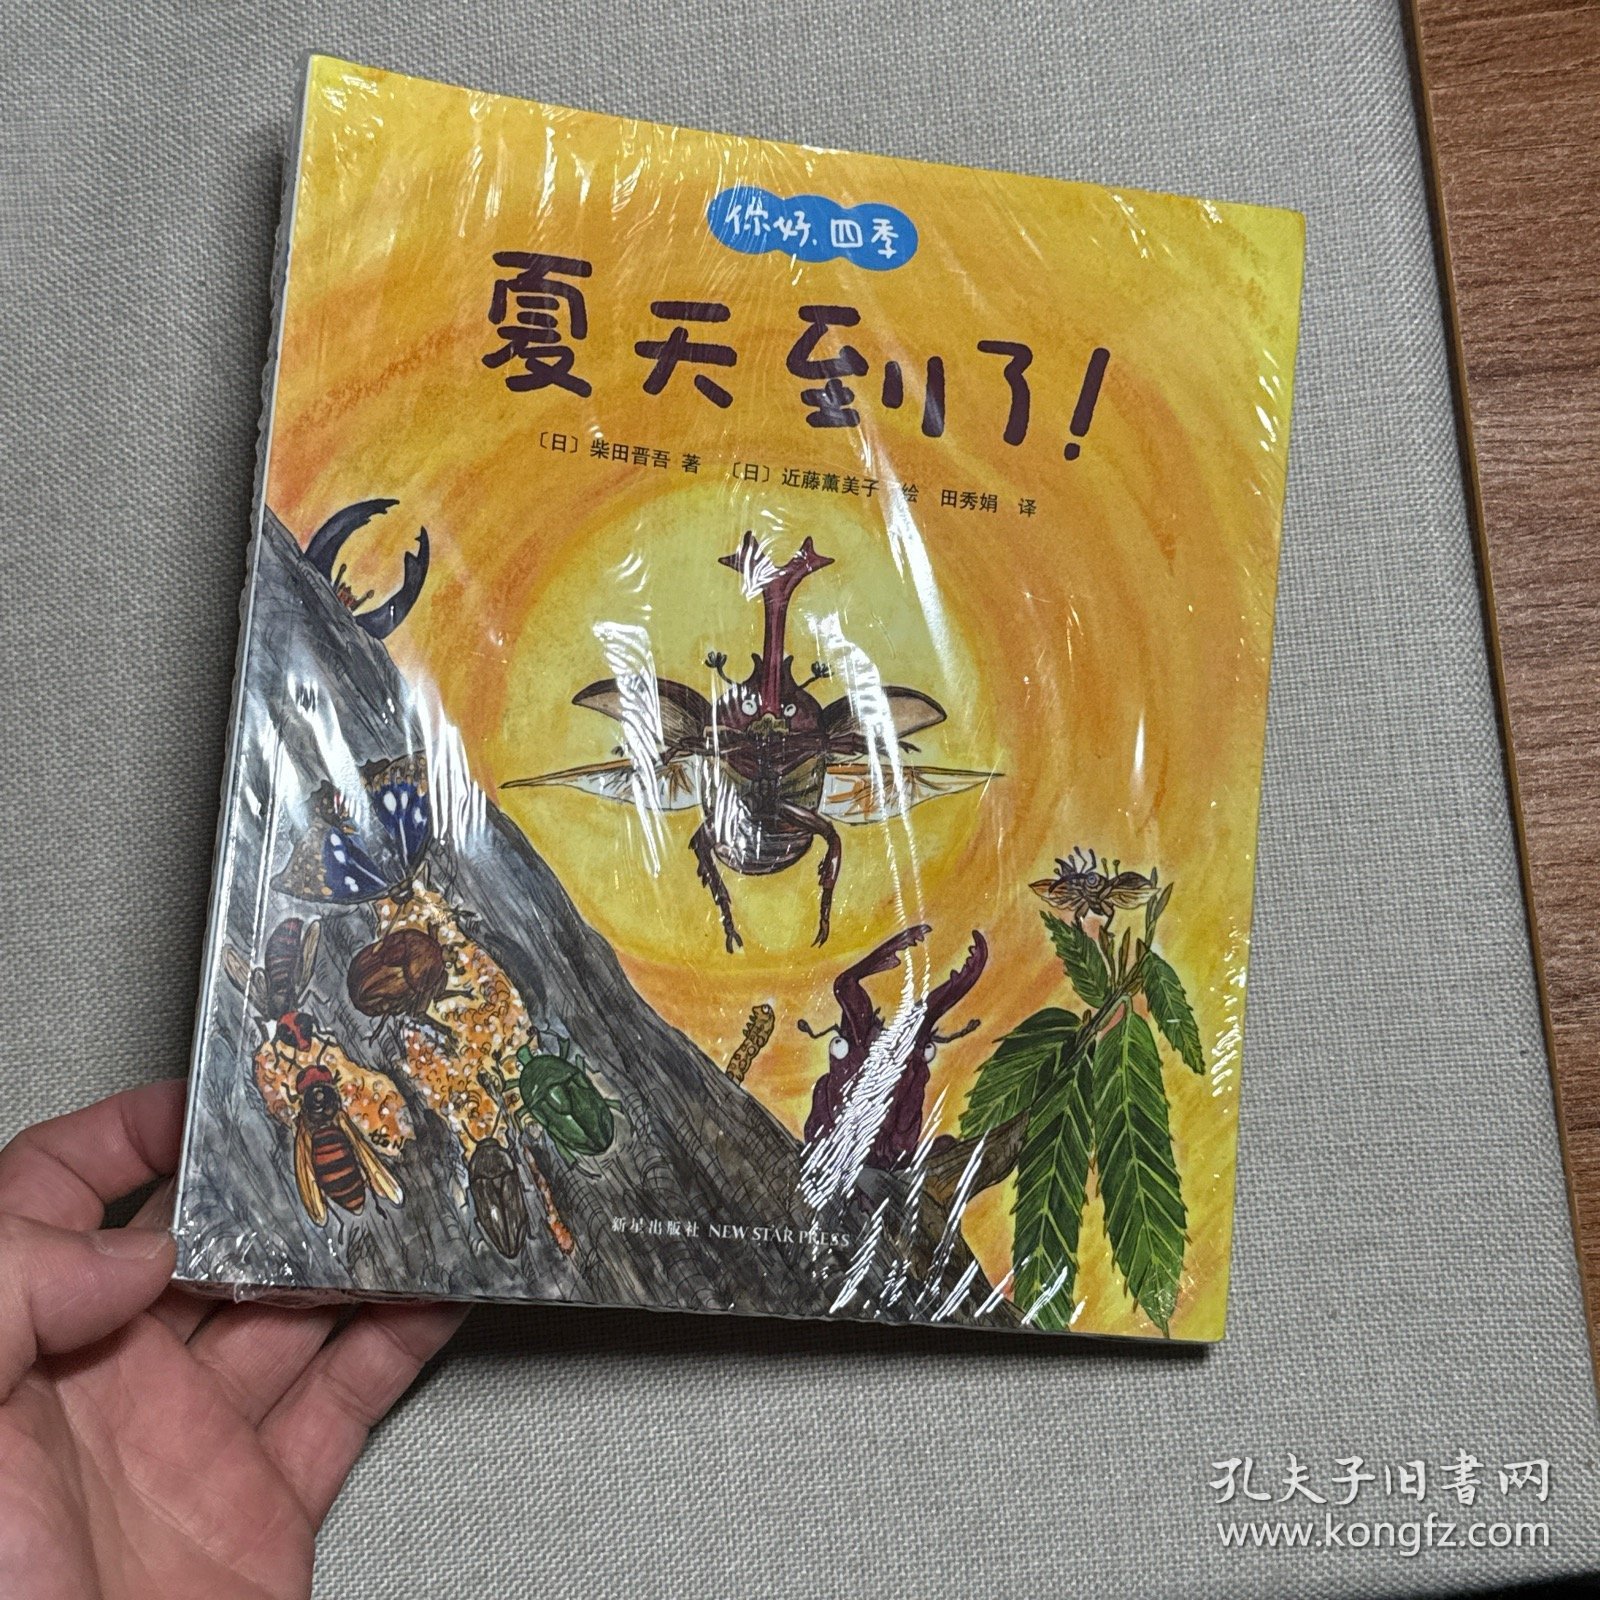 你好,四季
夏天到了!
〔日〕柴田晋吾 著 〔日〕近藤薫美子 绘 田秀娟 译
新星出版社 NEW STAR PRESS
孔夫子旧书网
www.kongfz.com